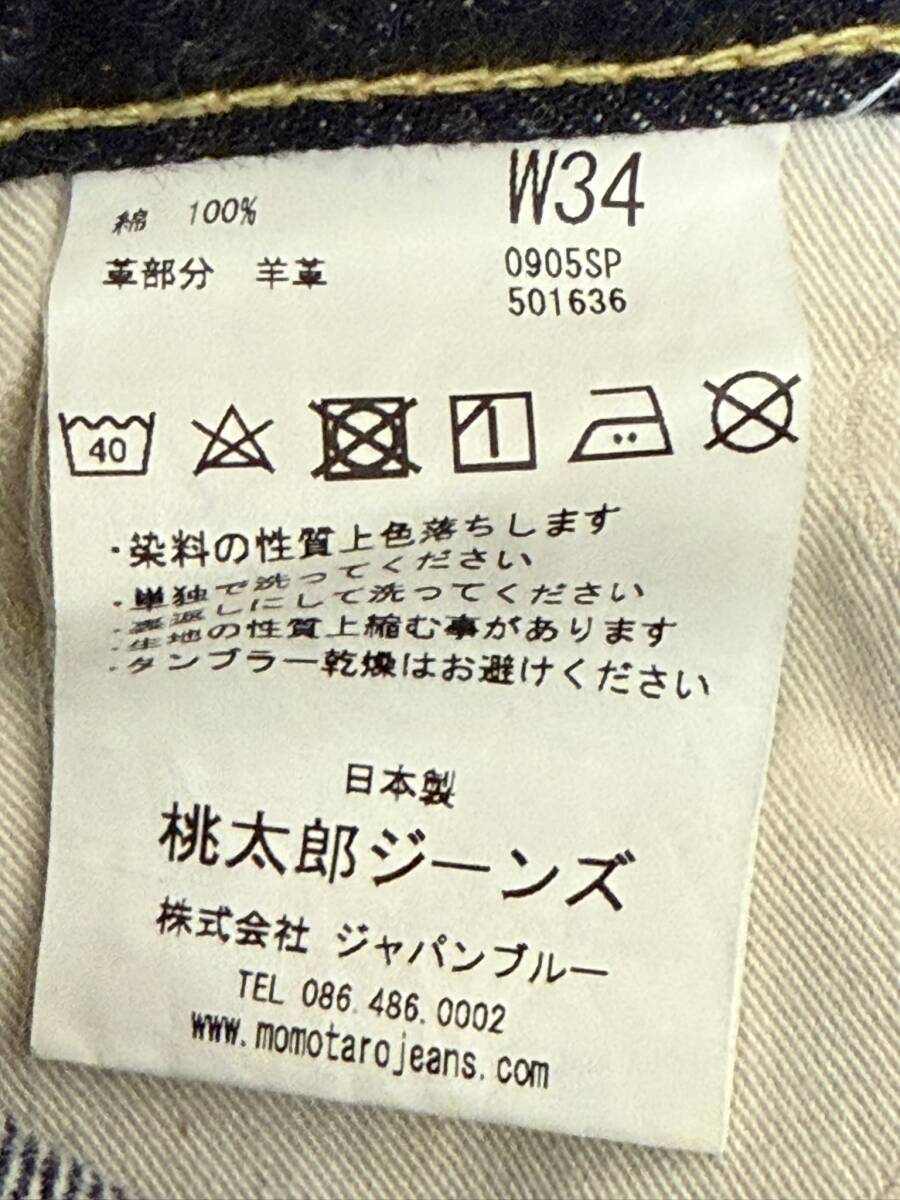 綿 100%
革部分 羊革
W34
0905SP
501636
40
・染料の性質上色落ちします
・単独で洗ってください
・裏返しにして洗ってください
・生地の性質上縮む事があります
・タンブラー乾燥はお避けください
日本製
桃太郎ジーンズ
株式会社 ジャパンブルー
TEL 086.486.0002
www.momotarojeans.com